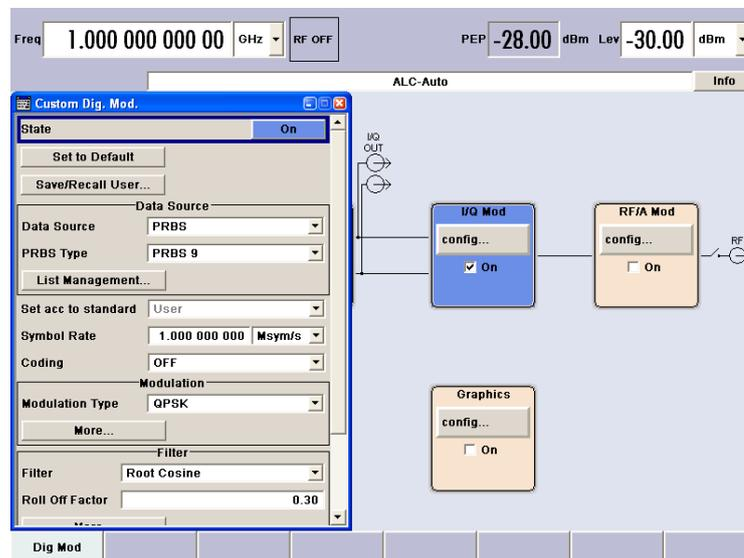 Freq 1.000 000 000 00 GHz RF OFF PEP -28.00 dBm Lev -30.00 dBm
ALC-Auto Info
Custom Dig. Mod.
State On
Set to Default
Save/Recall User...
Data Source
Data Source PRBS
PRBS Type PRBS 9
List Management...
Set acc to standard User
Symbol Rate 1.000 000 000 Msym/s
Coding OFF
Modulation
Modulation Type QPSK
More...
Filter
Filter Root Cosine
Roll Off Factor 0.30
I/Q
OUT
I/Q Mod
config...
On
RF/A Mod
config...
On
RF
Graphics
config...
On
Dig Mod